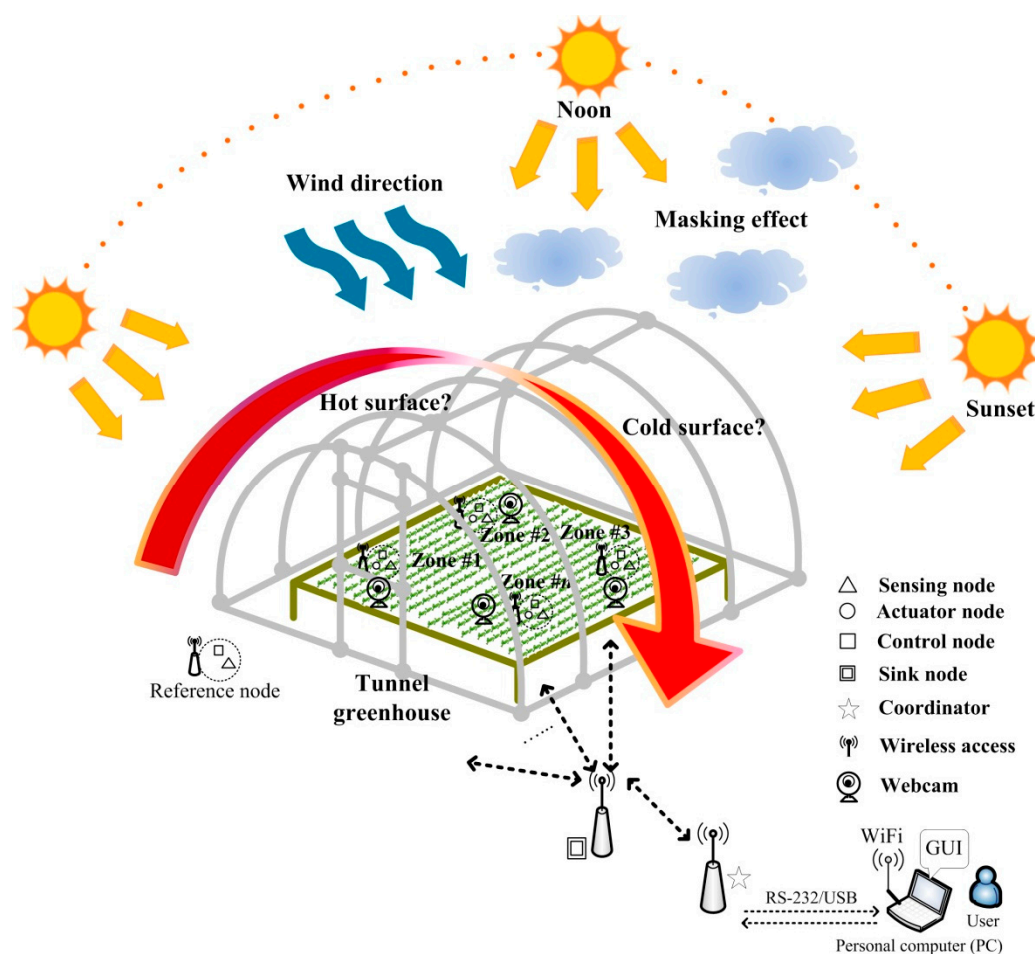 Noon
Wind direction
Masking effect
Hot surface?
Cold surface?
Sunset
Zone #2
Zone #3
Zone #1
Zone #n
Sensing node
Actuator node
Control node
Sink node
Coordinator
Wireless access
Webcam
Reference node
Tunnel
greenhouse
WiFi
GUI
RS-232/USB
User
Personal computer (PC)